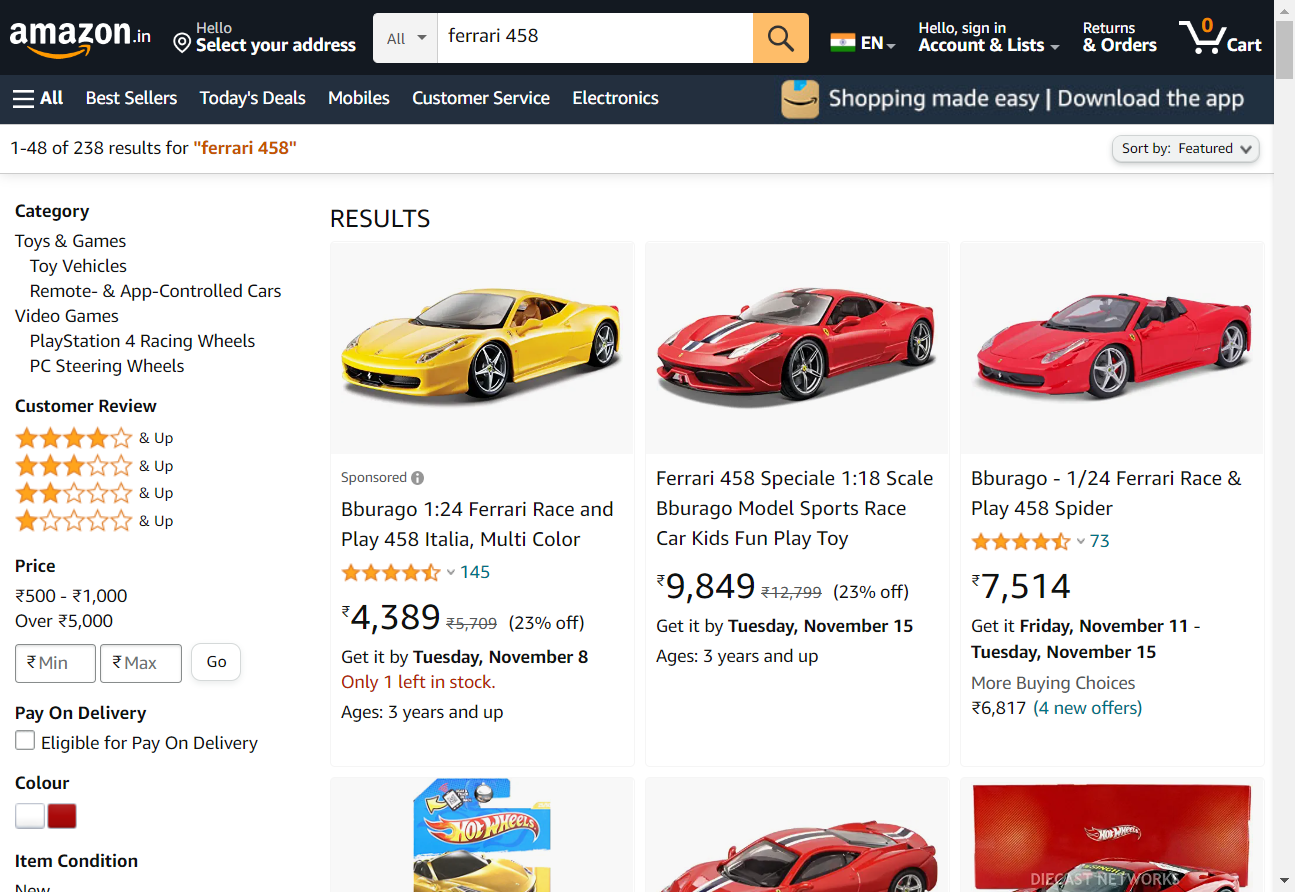 amazon.in
Hello
Select your address
All
ferrari 458
EN
Hello, sign in
Account & Lists
Returns
& Orders
0
Cart
All
Best Sellers
Today's Deals
Mobiles
Customer Service
Electronics
Shopping made easy | Download the app
1-48 of 238 results for "ferrari 458"
Sort by: Featured
Category
Toys & Games
Toy Vehicles
Remote- & App-Controlled Cars
Video Games
PlayStation 4 Racing Wheels
PC Steering Wheels
Customer Review
& Up
& Up
& Up
& Up
Price
₹500 - ₹1,000
Over ₹5,000
₹ Min
₹ Max
Go
Pay On Delivery
Eligible for Pay On Delivery
Colour
Item Condition
New
RESULTS
Sponsored
Bburago 1:24 Ferrari Race and
Play 458 Italia, Multi Color
145
₹4,389 ₹5,709 (23% off)
Get it by Tuesday, November 8
Only 1 left in stock.
Ages: 3 years and up
Ferrari 458 Speciale 1:18 Scale
Bburago Model Sports Race
Car Kids Fun Play Toy
₹9,849 ₹12,799 (23% off)
Get it by Tuesday, November 15
Ages: 3 years and up
Bburago - 1/24 Ferrari Race &
Play 458 Spider
73
₹7,514
Get it Friday, November 11 -
Tuesday, November 15
More Buying Choices
₹6,817 (4 new offers)
HOT WHEELS
HOT WHEELS
DIECAST NETWORKS